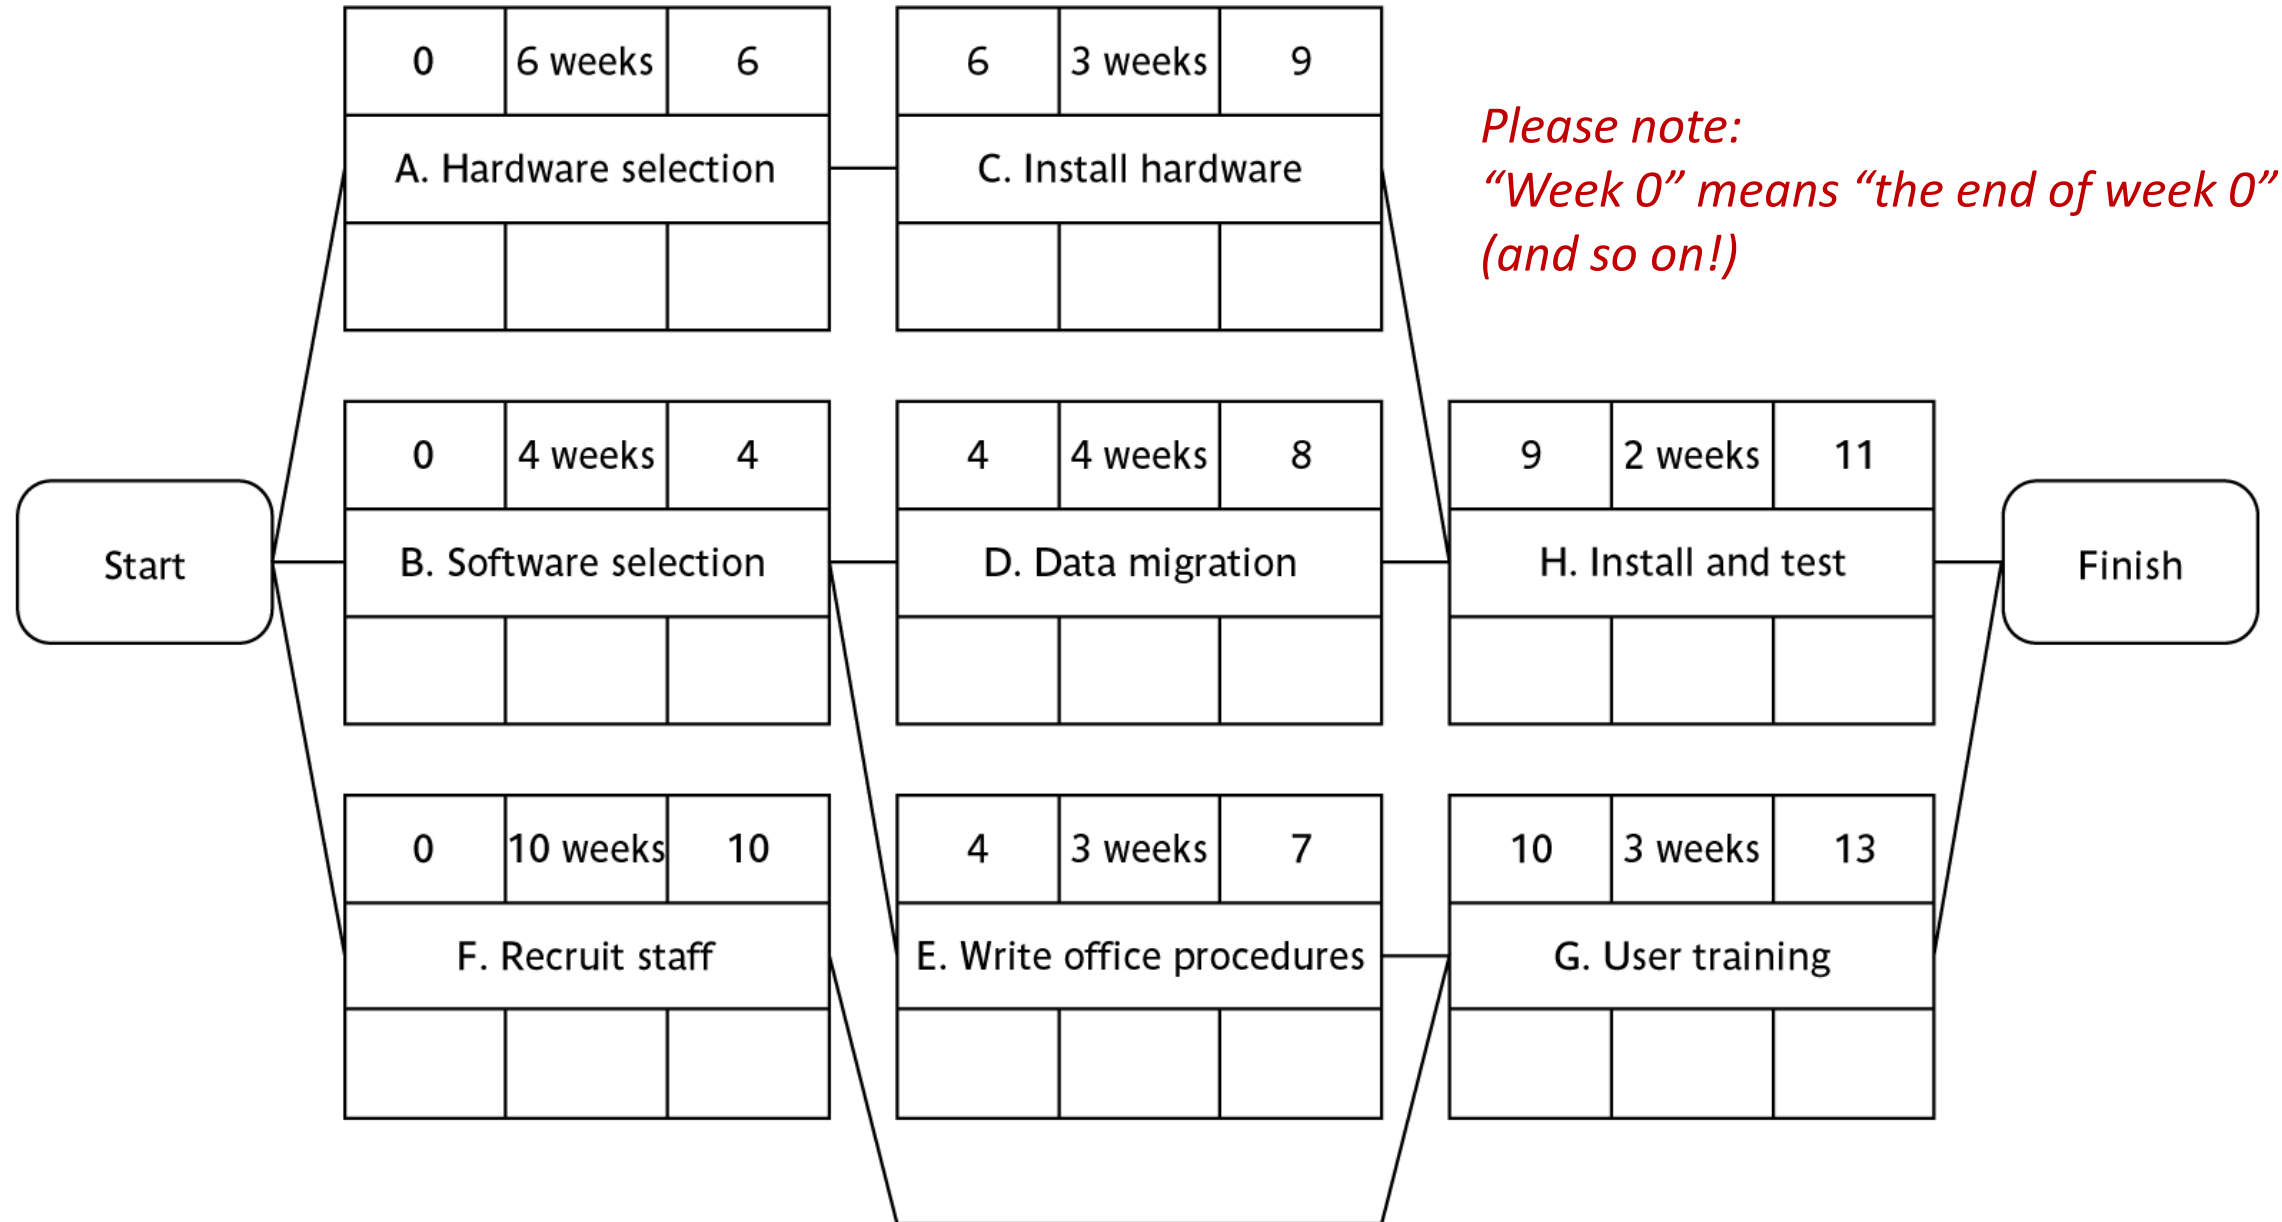 0 6 weeks 6
A. Hardware selection
6 3 weeks 9
C. Install hardware
Please note:
“Week 0” means “the end of week 0”
(and so on!)
Start
0 4 weeks 4
B. Software selection
4 4 weeks 8
D. Data migration
9 2 weeks 11
H. Install and test
Finish
0 10 weeks 10
F. Recruit staff
4 3 weeks 7
E. Write office procedures
10 3 weeks 13
G. User training